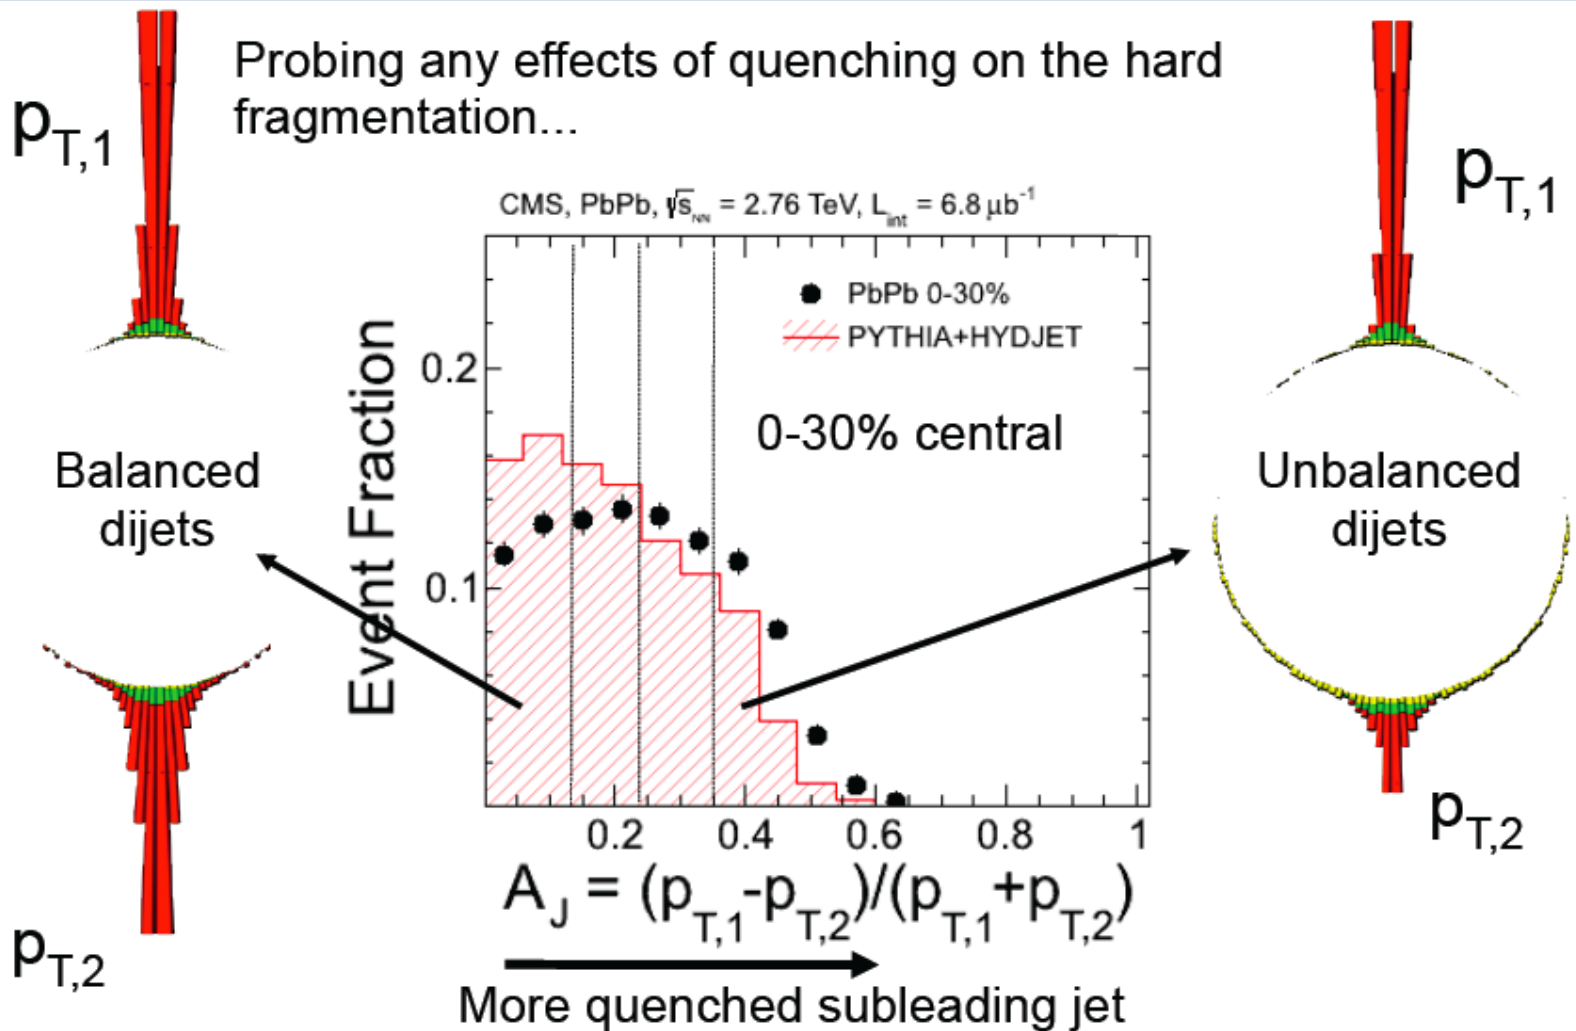 Probing any effects of quenching on the hard
fragmentation...
p_T,1
p_T,1
CMS, PbPb, √s_NN = 2.76 TeV, L_int = 6.8 μb⁻¹
PbPb 0-30%
PYTHIA+HYDJET
0-30% central
Balanced
dijets
Unbalanced
dijets
Event Fraction
0.2
0.1
0.2 0.4 0.6 0.8 1
A_J = (p_T,1-p_T,2)/(p_T,1+p_T,2)
p_T,2
p_T,2
More quenched subleading jet